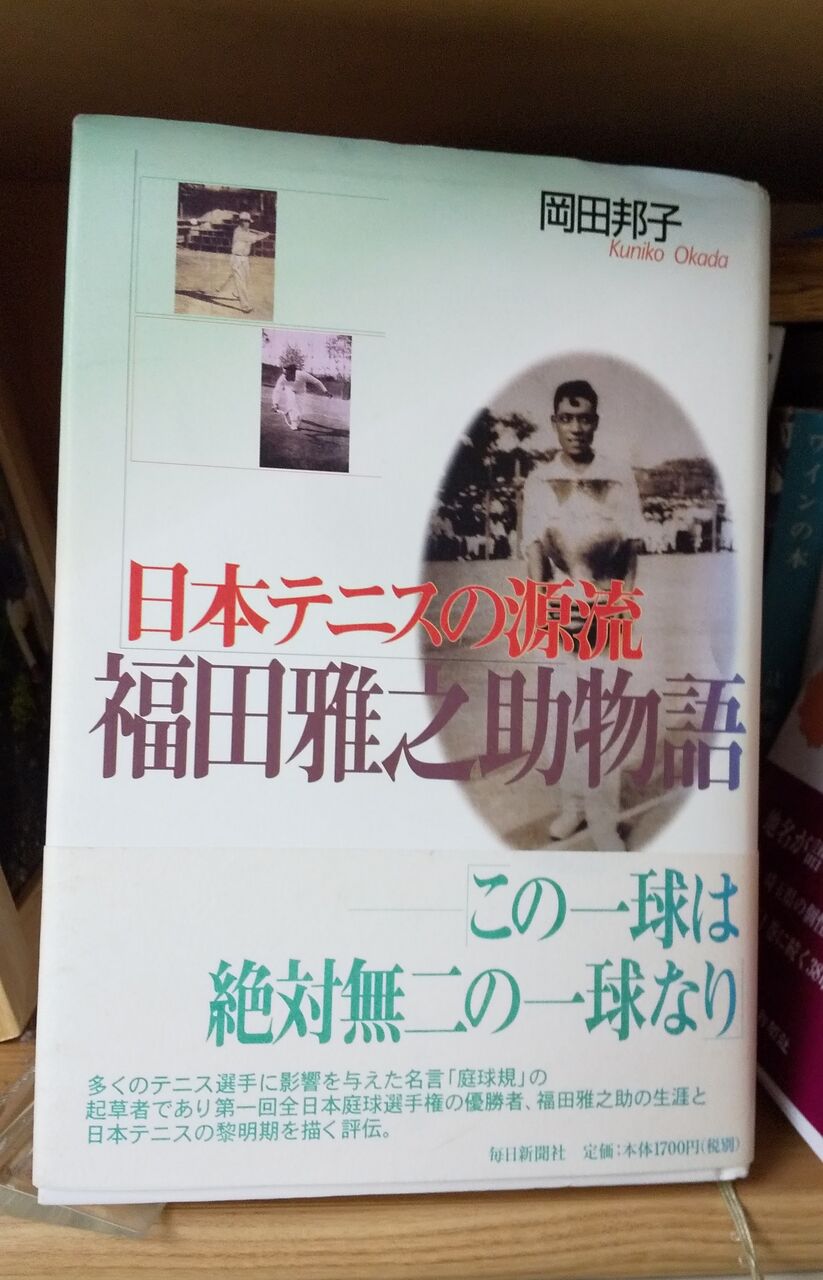 岡田邦子
Kuniko Okada
日本テニスの源流
福田雅之助物語
「この一球は
絶対無二の一球なり」
多くのテニス選手に影響を与えた名言「庭球規」の
起草者であり第一回全日本庭球選手権の優勝者、福田雅之助の生涯と
日本テニスの黎明期を描く評伝。
毎日新聞社 定価:本体1700円(税別)
ワインの本